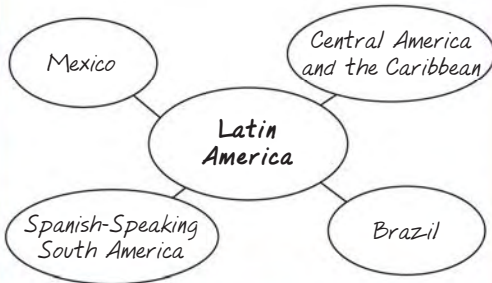 Mexico
Central America
and the Caribbean
Latin
America
Spanish-Speaking
South America
Brazil